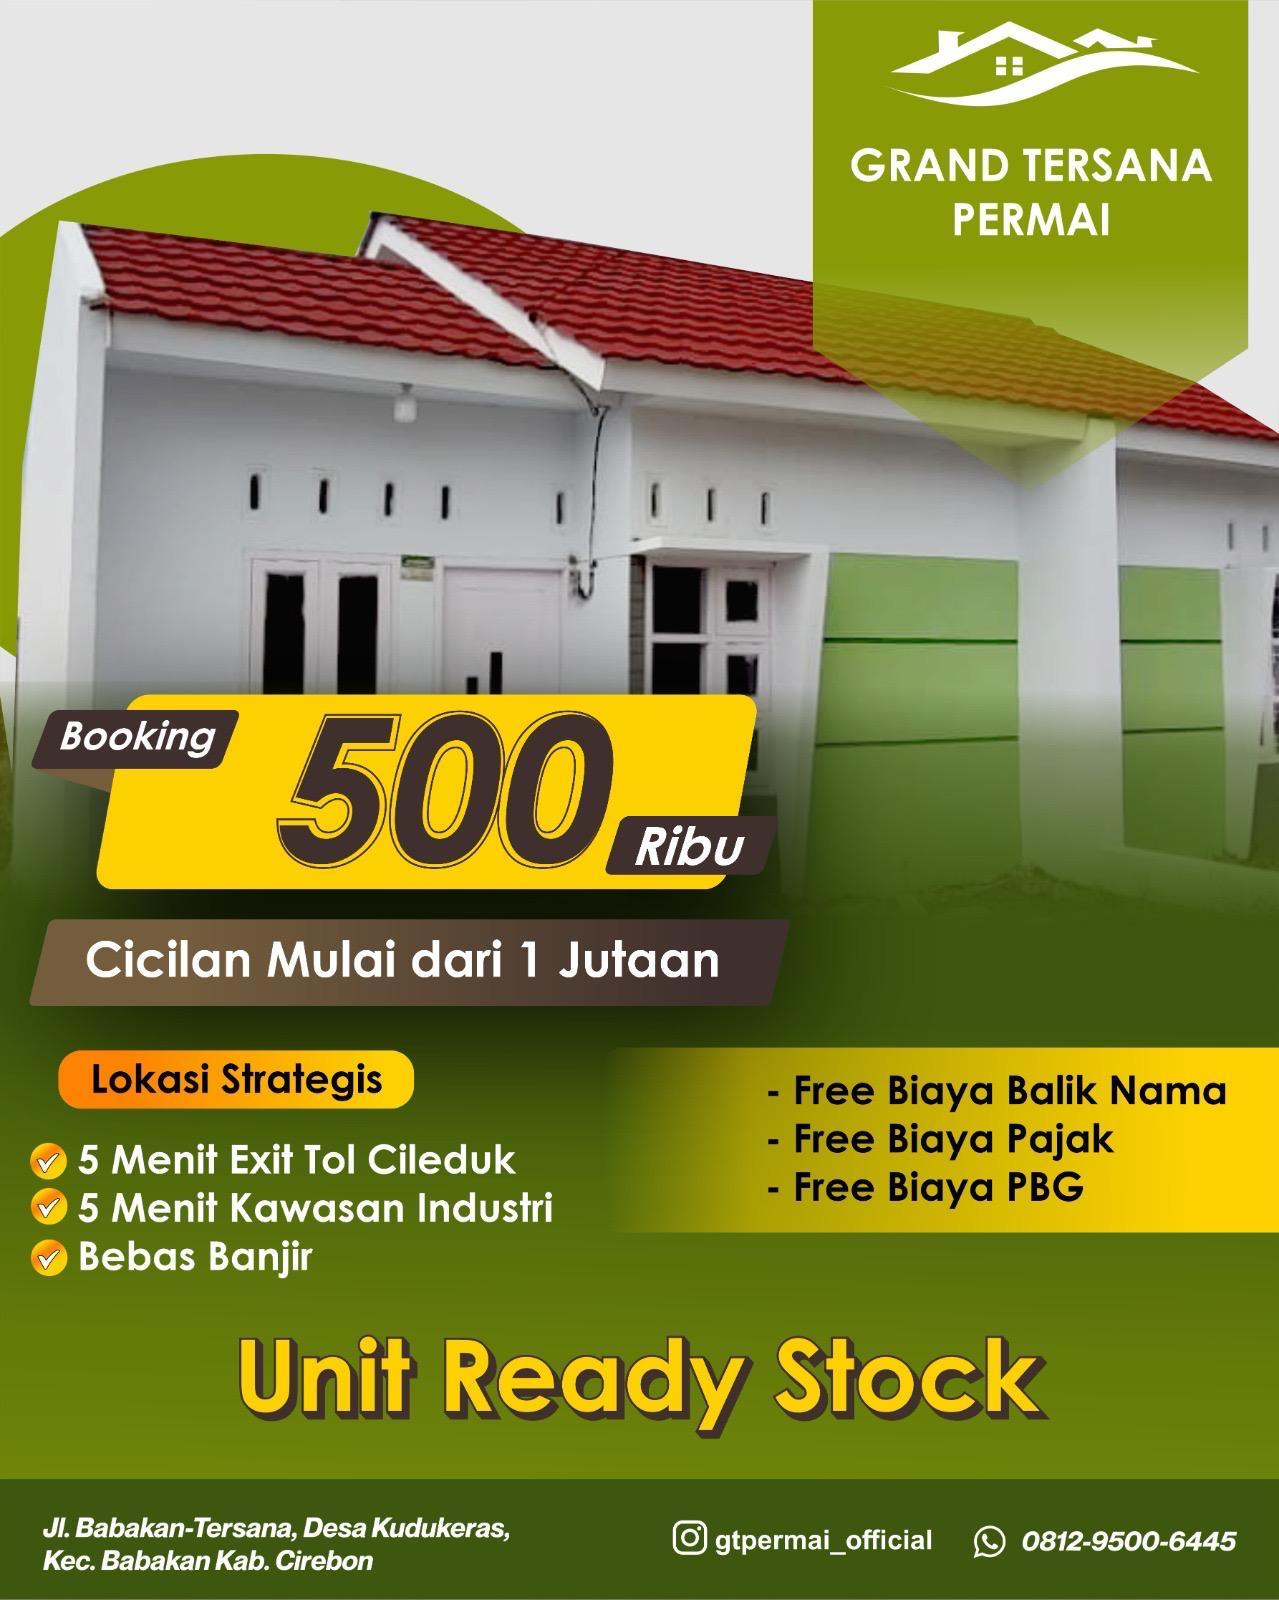 GRAND TERSANA
PERMAI
Booking
500
Ribu
Cicilan Mulai dari 1 Jutaan
Lokasi Strategis
5 Menit Exit Tol Cileduk
5 Menit Kawasan Industri
Bebas Banjir
- Free Biaya Balik Nama
- Free Biaya Pajak
- Free Biaya PBG
Unit Ready Stock
Jl. Babakan-Tersana, Desa Kudukeras,
Kec. Babakan Kab. Cirebon
gtpermai_official
0812-9500-6445